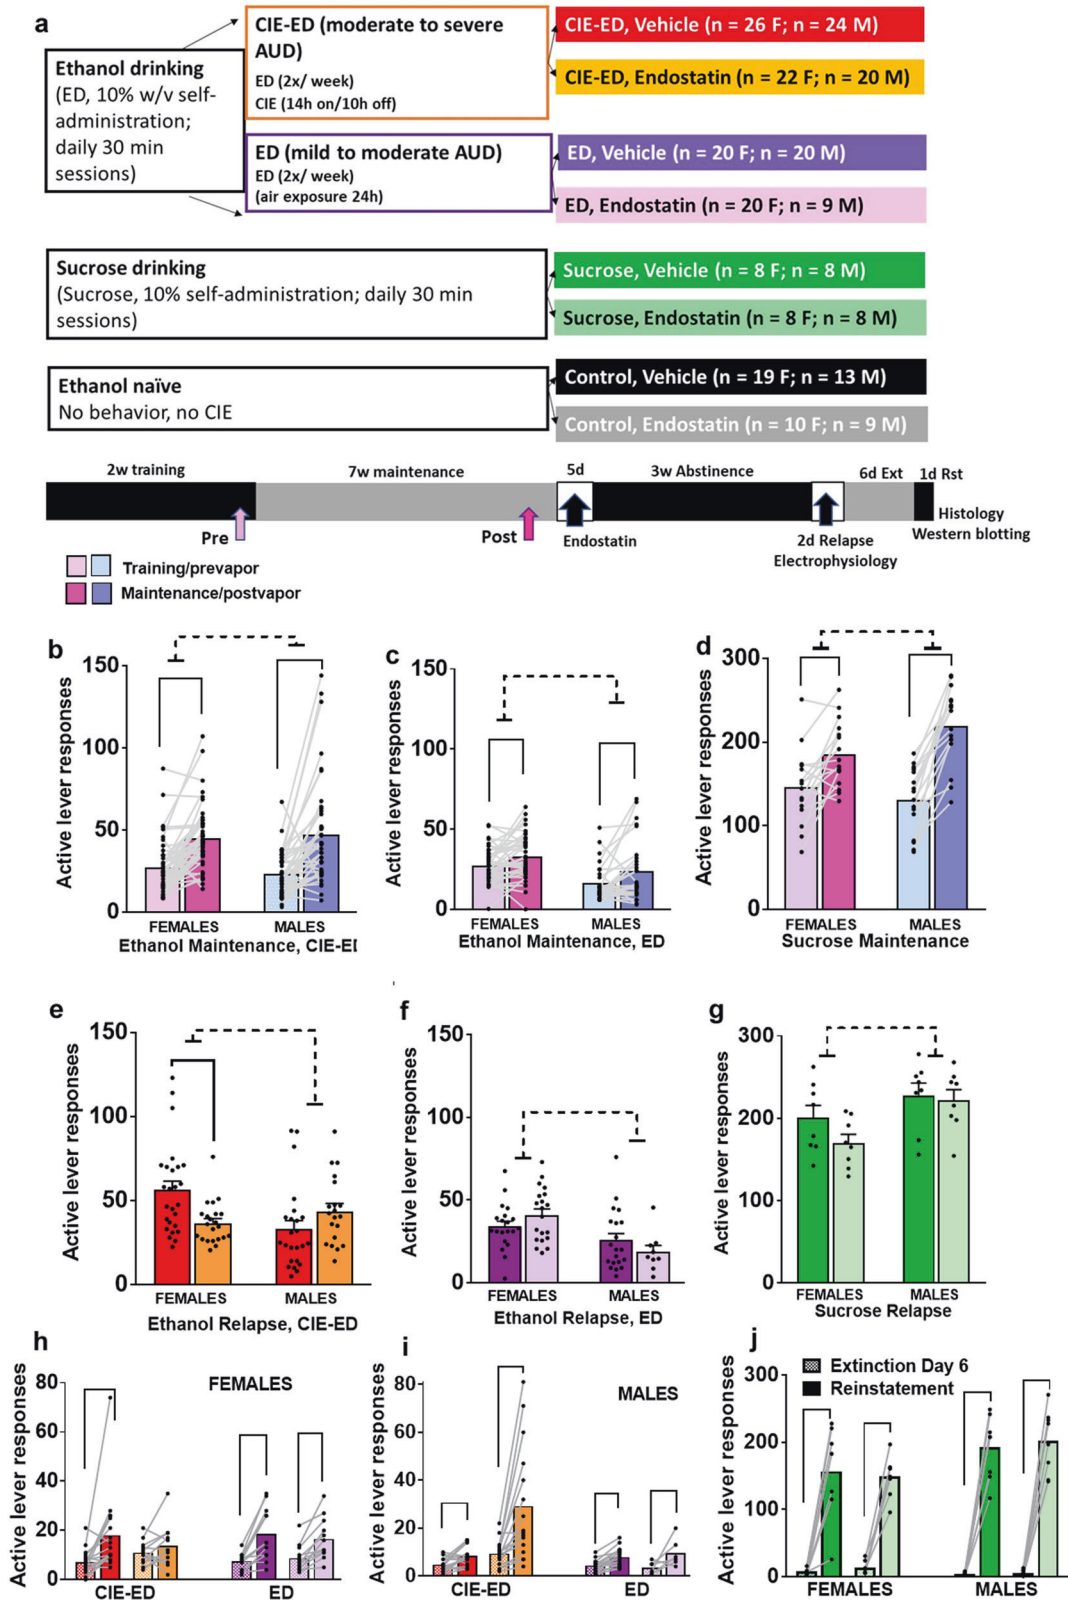 a
Ethanol drinking
(ED, 10% w/v self-
administration;
daily 30 min
sessions)
CIE-ED (moderate to severe
AUD)
ED (2x/ week)
CIE (14h on/10h off)
CIE-ED, Vehicle (n = 26 F; n = 24 M)
CIE-ED, Endostatin (n = 22 F; n = 20 M)
ED (mild to moderate AUD)
ED (2x/ week)
(air exposure 24h)
ED, Vehicle (n = 20 F; n = 20 M)
ED, Endostatin (n = 20 F; n = 9 M)
Sucrose drinking
(Sucrose, 10% self-administration; daily 30 min
sessions)
Sucrose, Vehicle (n = 8 F; n = 8 M)
Sucrose, Endostatin (n = 8 F; n = 8 M)
Ethanol naïve
No behavior, no CIE
Control, Vehicle (n = 19 F; n = 13 M)
Control, Endostatin (n = 10 F; n = 9 M)
2w training
7w maintenance
5d
3w Abstinence
6d Ext
1d Rst
Pre
Post
Endostatin
2d Relapse
Electrophysiology
Histology
Western blotting
Training/prevapor
Maintenance/postvapor
b
Active lever responses
150
100
50
0
FEMALES MALES
Ethanol Maintenance, CIE-EI
c
Active lever responses
150
100
50
0
FEMALES MALES
Ethanol Maintenance, ED
d
Active lever responses
300
200
100
0
FEMALES MALES
Sucrose Maintenance
e
Active lever responses
150
100
50
0
FEMALES MALES
Ethanol Relapse, CIE-ED
f
Active lever responses
150
100
50
0
FEMALES MALES
Ethanol Relapse, ED
g
Active lever responses
300
200
100
0
FEMALES MALES
Sucrose Relapse
h
Active lever responses
80
60
40
20
0
FEMALES
CIE-ED ED
i
Active lever responses
80
60
40
20
0
MALES
CIE-ED ED
j
Active lever responses
300
200
100
0
Extinction Day 6
Reinstatement
FEMALES MALES